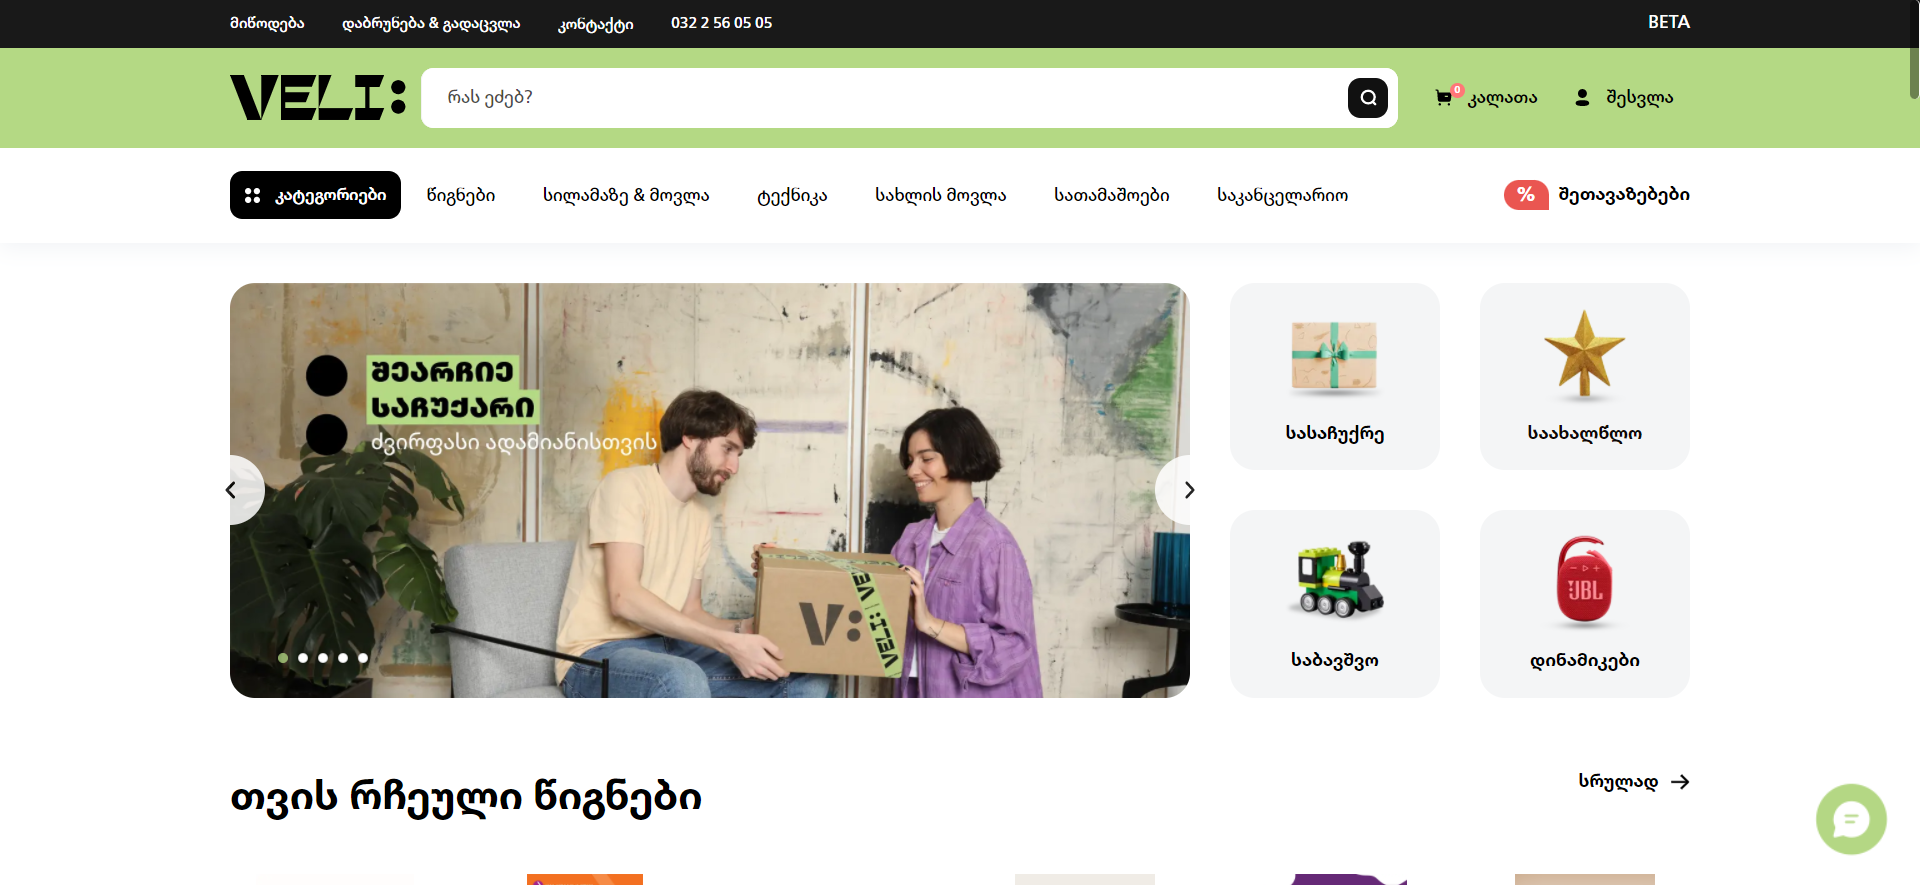 მიწოდება
დაბრუნება & გადაცვლა
კონტაქტი
032 2 56 05 05
BETA
VELI:
რას ეძებ?
0
კალათა
შესვლა
კატეგორიები
წიგნები
სილამაზე & მოვლა
ტექნიკა
სახლის მოვლა
სათამაშოები
საკანცელარიო
%
შეთავაზებები
შეარჩიე
საჩუქარი
ძვირფასი ადამიანისთვის
V:
VELI:
სასაჩუქრე
საახალწლო
JBL
საბავშვო
დინამიკები
თვის რჩეული წიგნები
სრულად